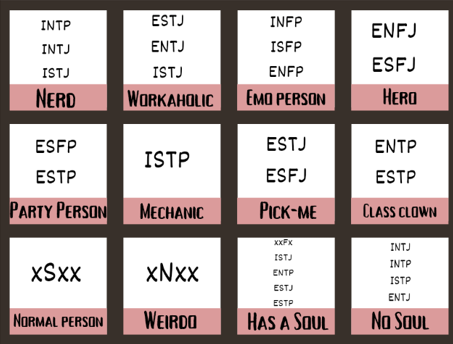 INTP
INTJ
ISTJ
NERD
ESTJ
ENTJ
ISTJ
WORKAHOLIC
INFP
ISFP
ENFP
EMO PERSON
ENFJ
ESFJ
HERO
ESFP
ESTP
PARTY PERSON
ISTP
MECHANIC
ESTJ
ESFJ
PICK-ME
ENTP
ESTP
CLASS CLOWN
xSxx
NORMAL PERSON
xNxx
WEIRDO
xxFx
ISTJ
ENTP
ESTJ
ESTP
HAS A SOUL
INTJ
INTP
ISTP
ENTJ
NO SOUL